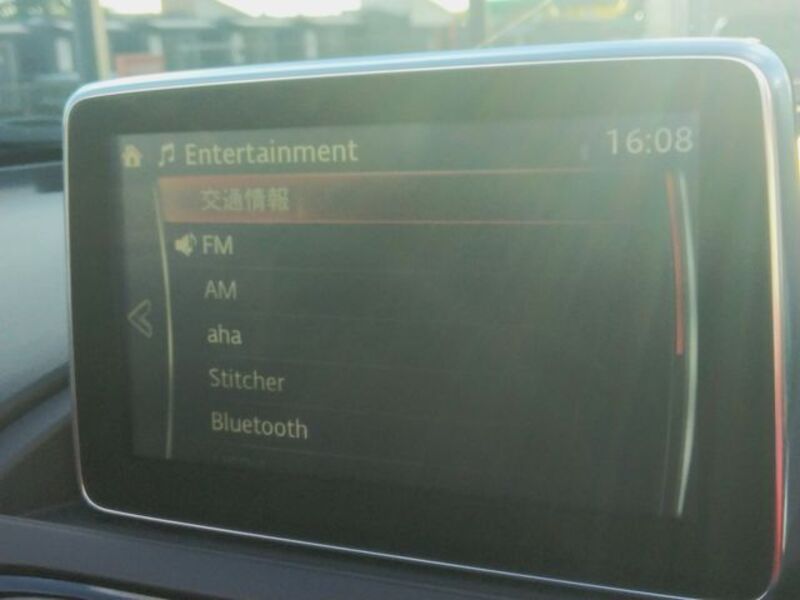 Entertainment 16:08
交通情報
FM
AM
aha
Stitcher
Bluetooth